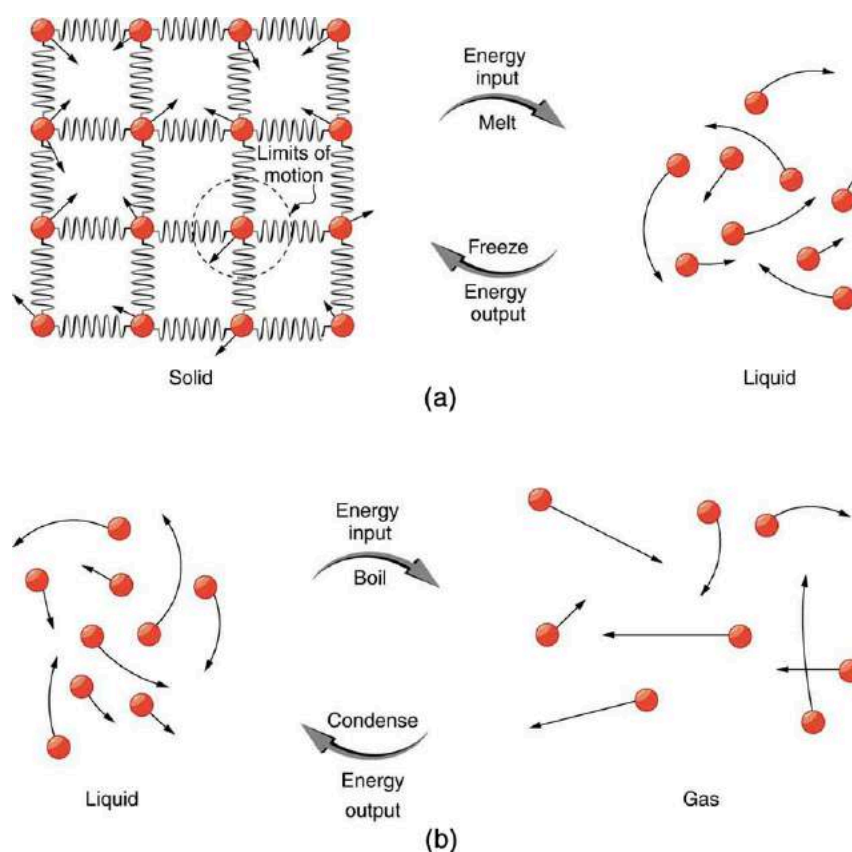 Energy
input
Melt
Limits of
motion
Freeze
Energy
output
Solid
Liquid
(a)
Energy
input
Boil
Condense
Energy
output
Liquid
Gas
(b)